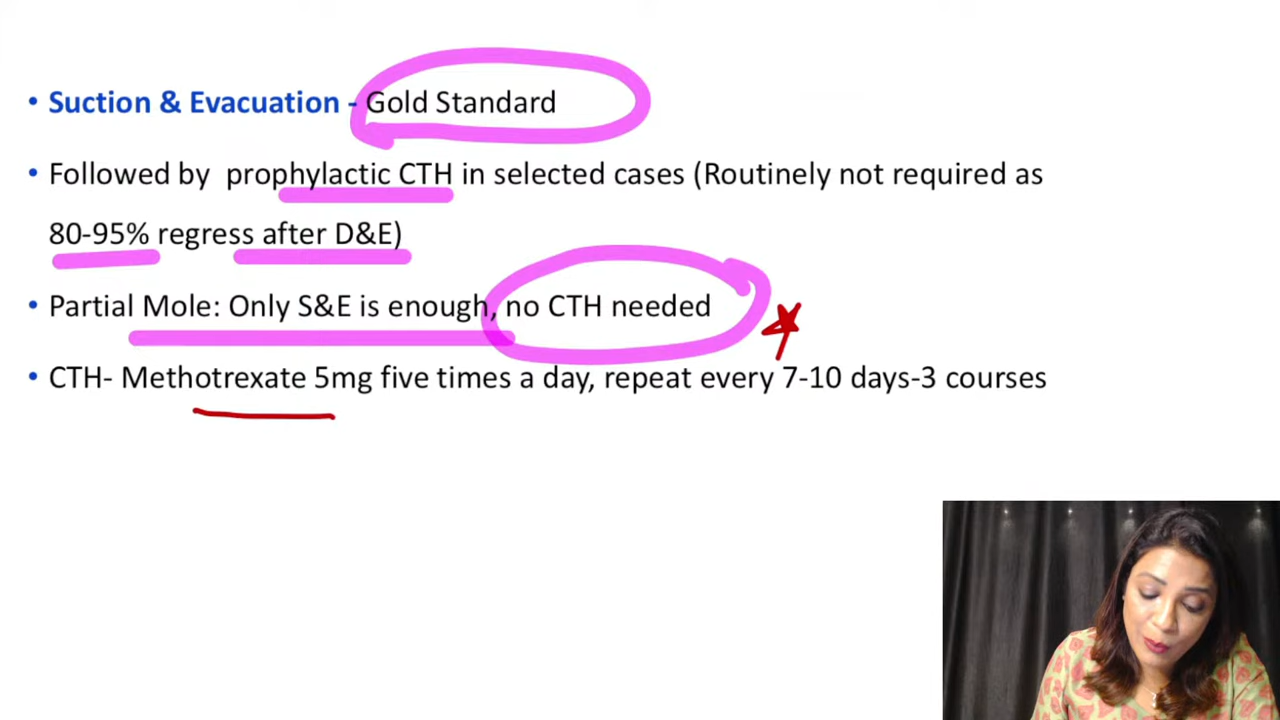 • Suction & Evacuation - Gold Standard
• Followed by prophylactic CTH in selected cases (Routinely not required as
80-95% regress after D&E)
• Partial Mole: Only S&E is enough, no CTH needed
• CTH- Methotrexate 5mg five times a day, repeat every 7-10 days-3 courses